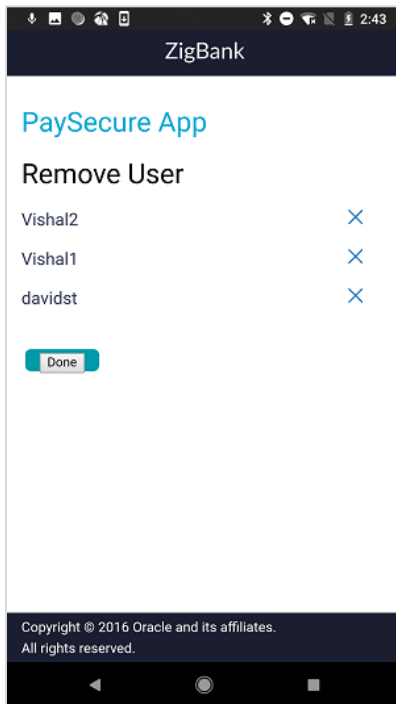 2:43
ZigBank
PaySecure App
Remove User
Vishal2
Vishal1
davidst
Done
Copyright © 2016 Oracle and its affiliates.
All rights reserved.